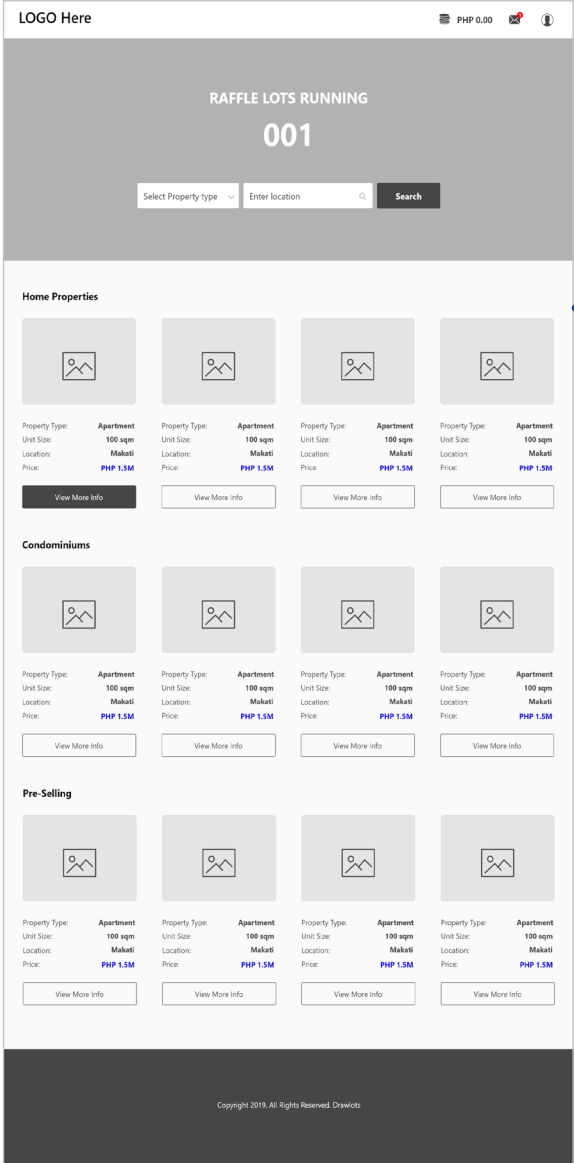 LOGO Here
PHP 0.00
1
RAFFLE LOTS RUNNING
001
Select Property type
Enter location
Search
Home Properties
Property Type: Apartment Property Type: Apartment Property Type: Apartment Property Type: Apartment
Unit Size: 100 sqm Unit Size: 100 sqm Unit Size: 100 sqm Unit Size: 100 sqm
Location: Makati Location: Makati Location: Makati Location: Makati
Price: PHP 1.5M Price: PHP 1.5M Price: PHP 1.5M Price: PHP 1.5M
View More Info View More Info View More Info View More Info
Condominiums
Property Type: Apartment Property Type: Apartment Property Type: Apartment Property Type: Apartment
Unit Size: 100 sqm Unit Size: 100 sqm Unit Size: 100 sqm Unit Size: 100 sqm
Location: Makati Location: Makati Location: Makati Location: Makati
Price: PHP 1.5M Price: PHP 1.5M Price: PHP 1.5M Price: PHP 1.5M
View More Info View More Info View More Info View More Info
Pre-Selling
Property Type: Apartment Property Type: Apartment Property Type: Apartment Property Type: Apartment
Unit Size: 100 sqm Unit Size: 100 sqm Unit Size: 100 sqm Unit Size: 100 sqm
Location: Makati Location: Makati Location: Makati Location: Makati
Price: PHP 1.5M Price: PHP 1.5M Price: PHP 1.5M Price: PHP 1.5M
View More Info View More Info View More Info View More Info
Copyright 2019. All Rights Reserved. Drawlots